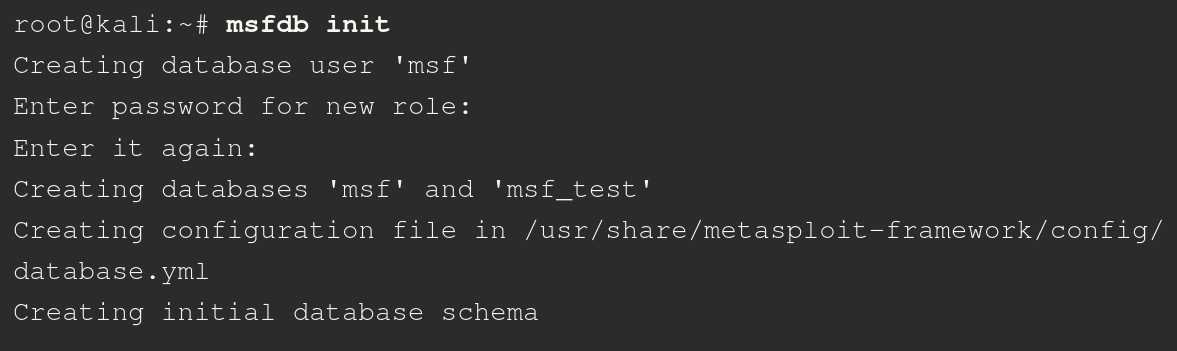 root@kali:~# msfdb init
Creating database user 'msf'
Enter password for new role:
Enter it again:
Creating databases 'msf' and 'msf_test'
Creating configuration file in /usr/share/metasploit-framework/config/
database.yml
Creating initial database schema